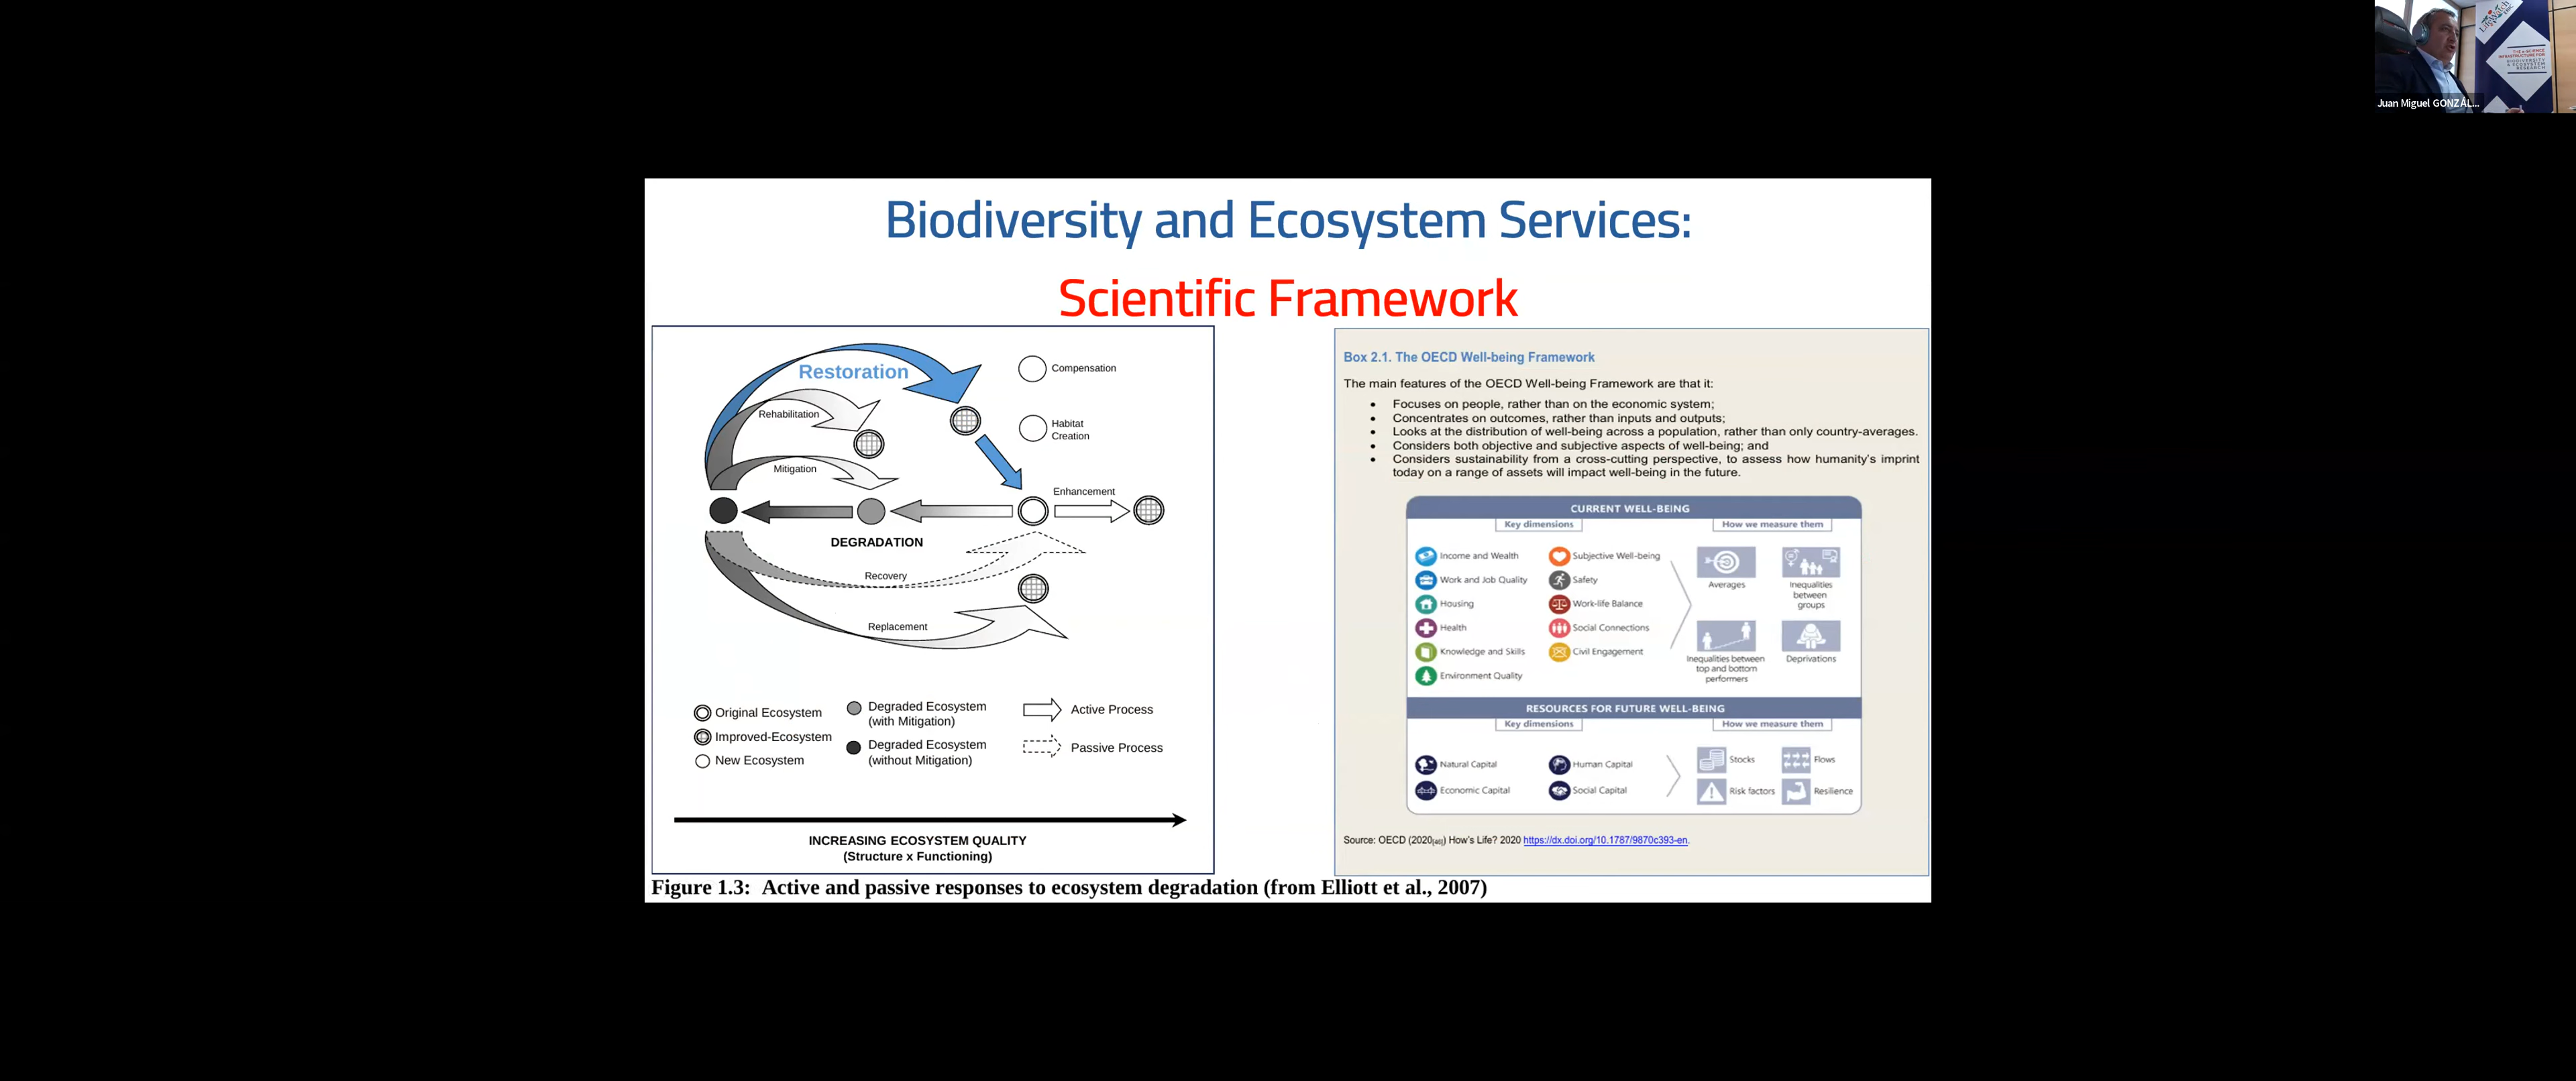 Biodiversity and Ecosystem Services:
Scientific Framework
Restoration
Rehabilitation
Mitigation
Compensation
Habitat
Creation
Enhancement
DEGRADATION
Recovery
Replacement
Original Ecosystem
Improved-Ecosystem
New Ecosystem
Degraded Ecosystem
(with Mitigation)
Degraded Ecosystem
(without Mitigation)
Active Process
Passive Process
INCREASING ECOSYSTEM QUALITY
(Structure x Functioning)
Figure 1.3: Active and passive responses to ecosystem degradation (from Elliott et al., 2007)
Box 2.1. The OECD Well-being Framework
The main features of the OECD Well-being Framework are that it:
• Focuses on people, rather than on the economic system;
• Concentrates on outcomes, rather than inputs and outputs;
• Looks at the distribution of well-being across a population, rather than only country-averages.
• Considers both objective and subjective aspects of well-being; and
• Considers sustainability from a cross-cutting perspective, to assess how humanity's imprint
today on a range of assets will impact well-being in the future.
CURRENT WELL-BEING
Key dimensions
How we measure them
Income and Wealth
Work and Job Quality
Housing
Health
Knowledge and Skills
Environment Quality
Subjective Well-being
Safety
Work-life Balance
Social Connections
Civil Engagement
Averages
Inequalities
between
groups
Inequalities between
top and bottom
performers
Deprivations
RESOURCES FOR FUTURE WELL-BEING
Key dimensions
How we measure them
Natural Capital
Economic Capital
Human Capital
Social Capital
Stocks
Flows
Risk factors
Resilience
Source: OECD (2020[46]) How's Life? 2020 https://dx.doi.org/10.1787/9870c393-en.
LifeWatch
ERIC
THE e-SCIENCE
INFRASTRUCTURE FOR
BIODIVERSITY
& ECOSYSTEM
RESEARCH
Juan Miguel GONZÁL...